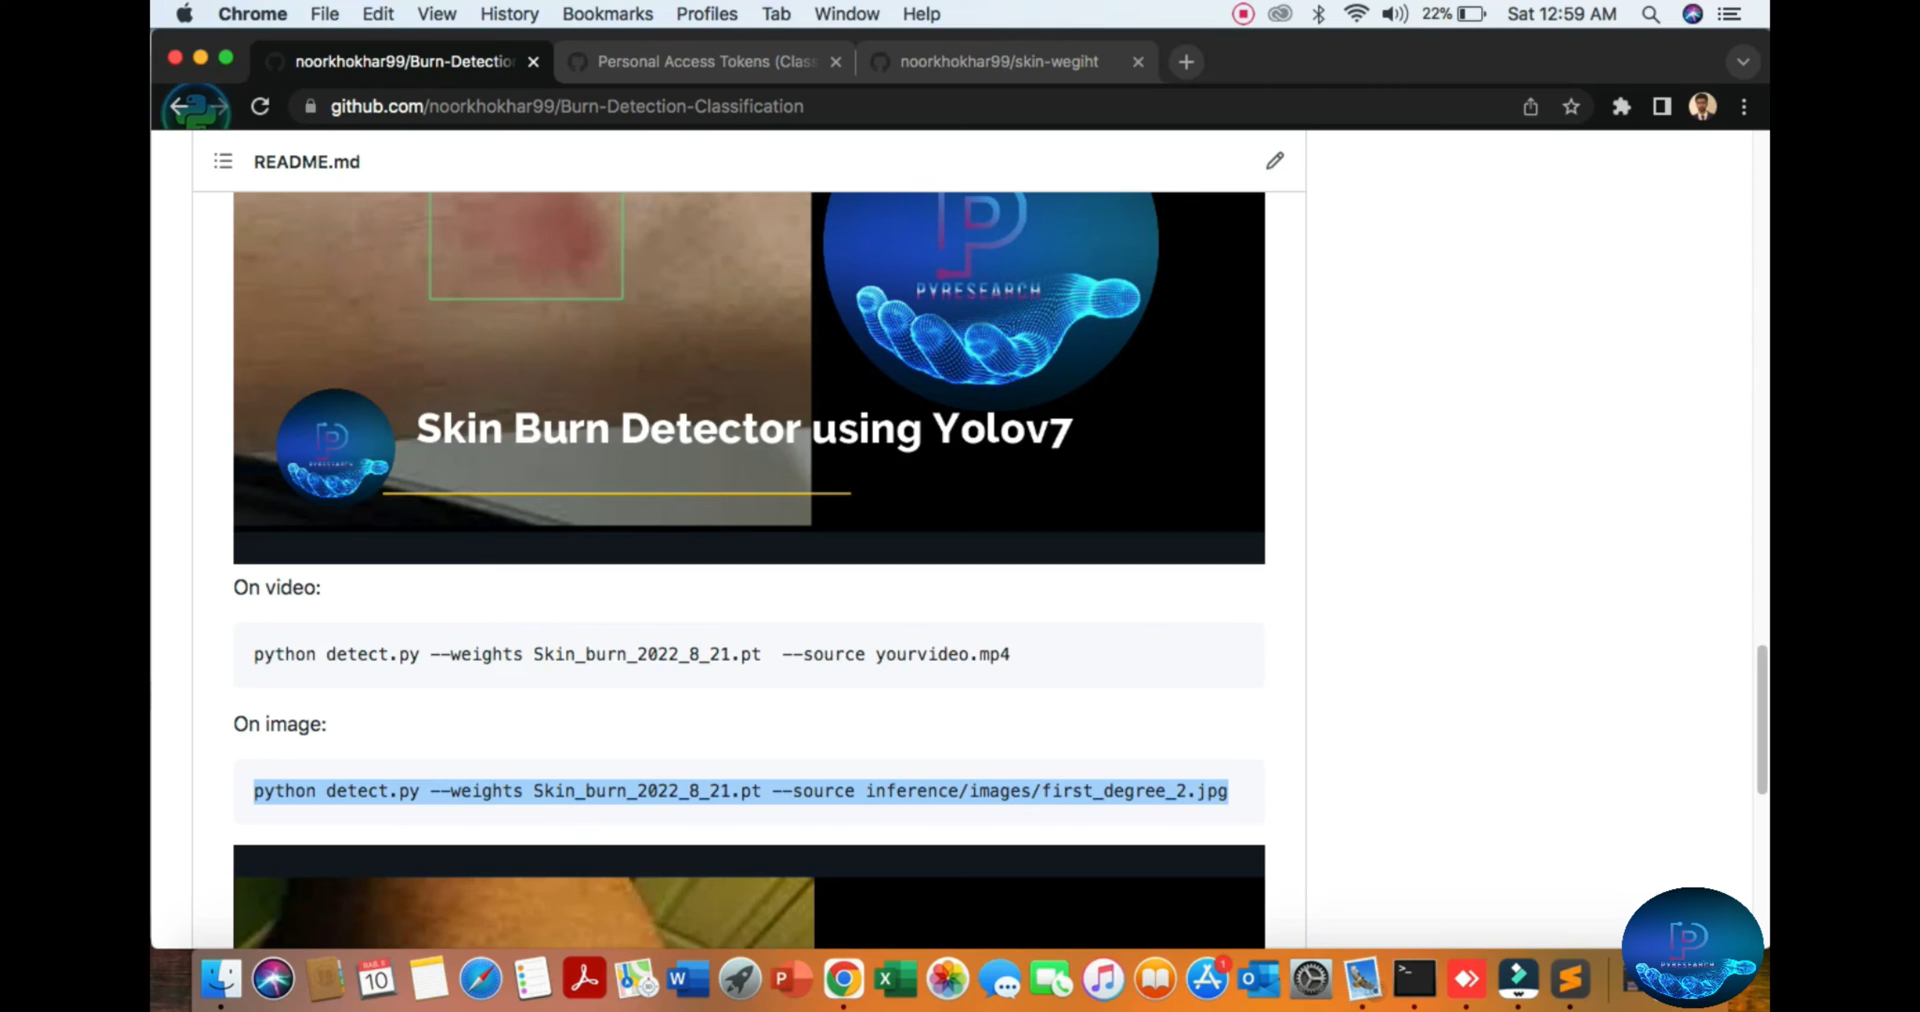 Chrome File Edit View History Bookmarks Profiles Tab Window Help 22% Sat 12:59 AM
noorkhokhar99/Burn-Detectio Personal Access Tokens (Clas noorkhokhar99/skin-wegiht
github.com/noorkhokhar99/Burn-Detection-Classification
README.md
PYRESEARCH
Skin Burn Detector using Yolov7
On video:
python detect.py --weights Skin_burn_2022_8_21.pt  --source yourvideo.mp4
On image:
python detect.py --weights Skin_burn_2022_8_21.pt --source inference/images/first_degree_2.jpg
10
1
PYRESEARCH